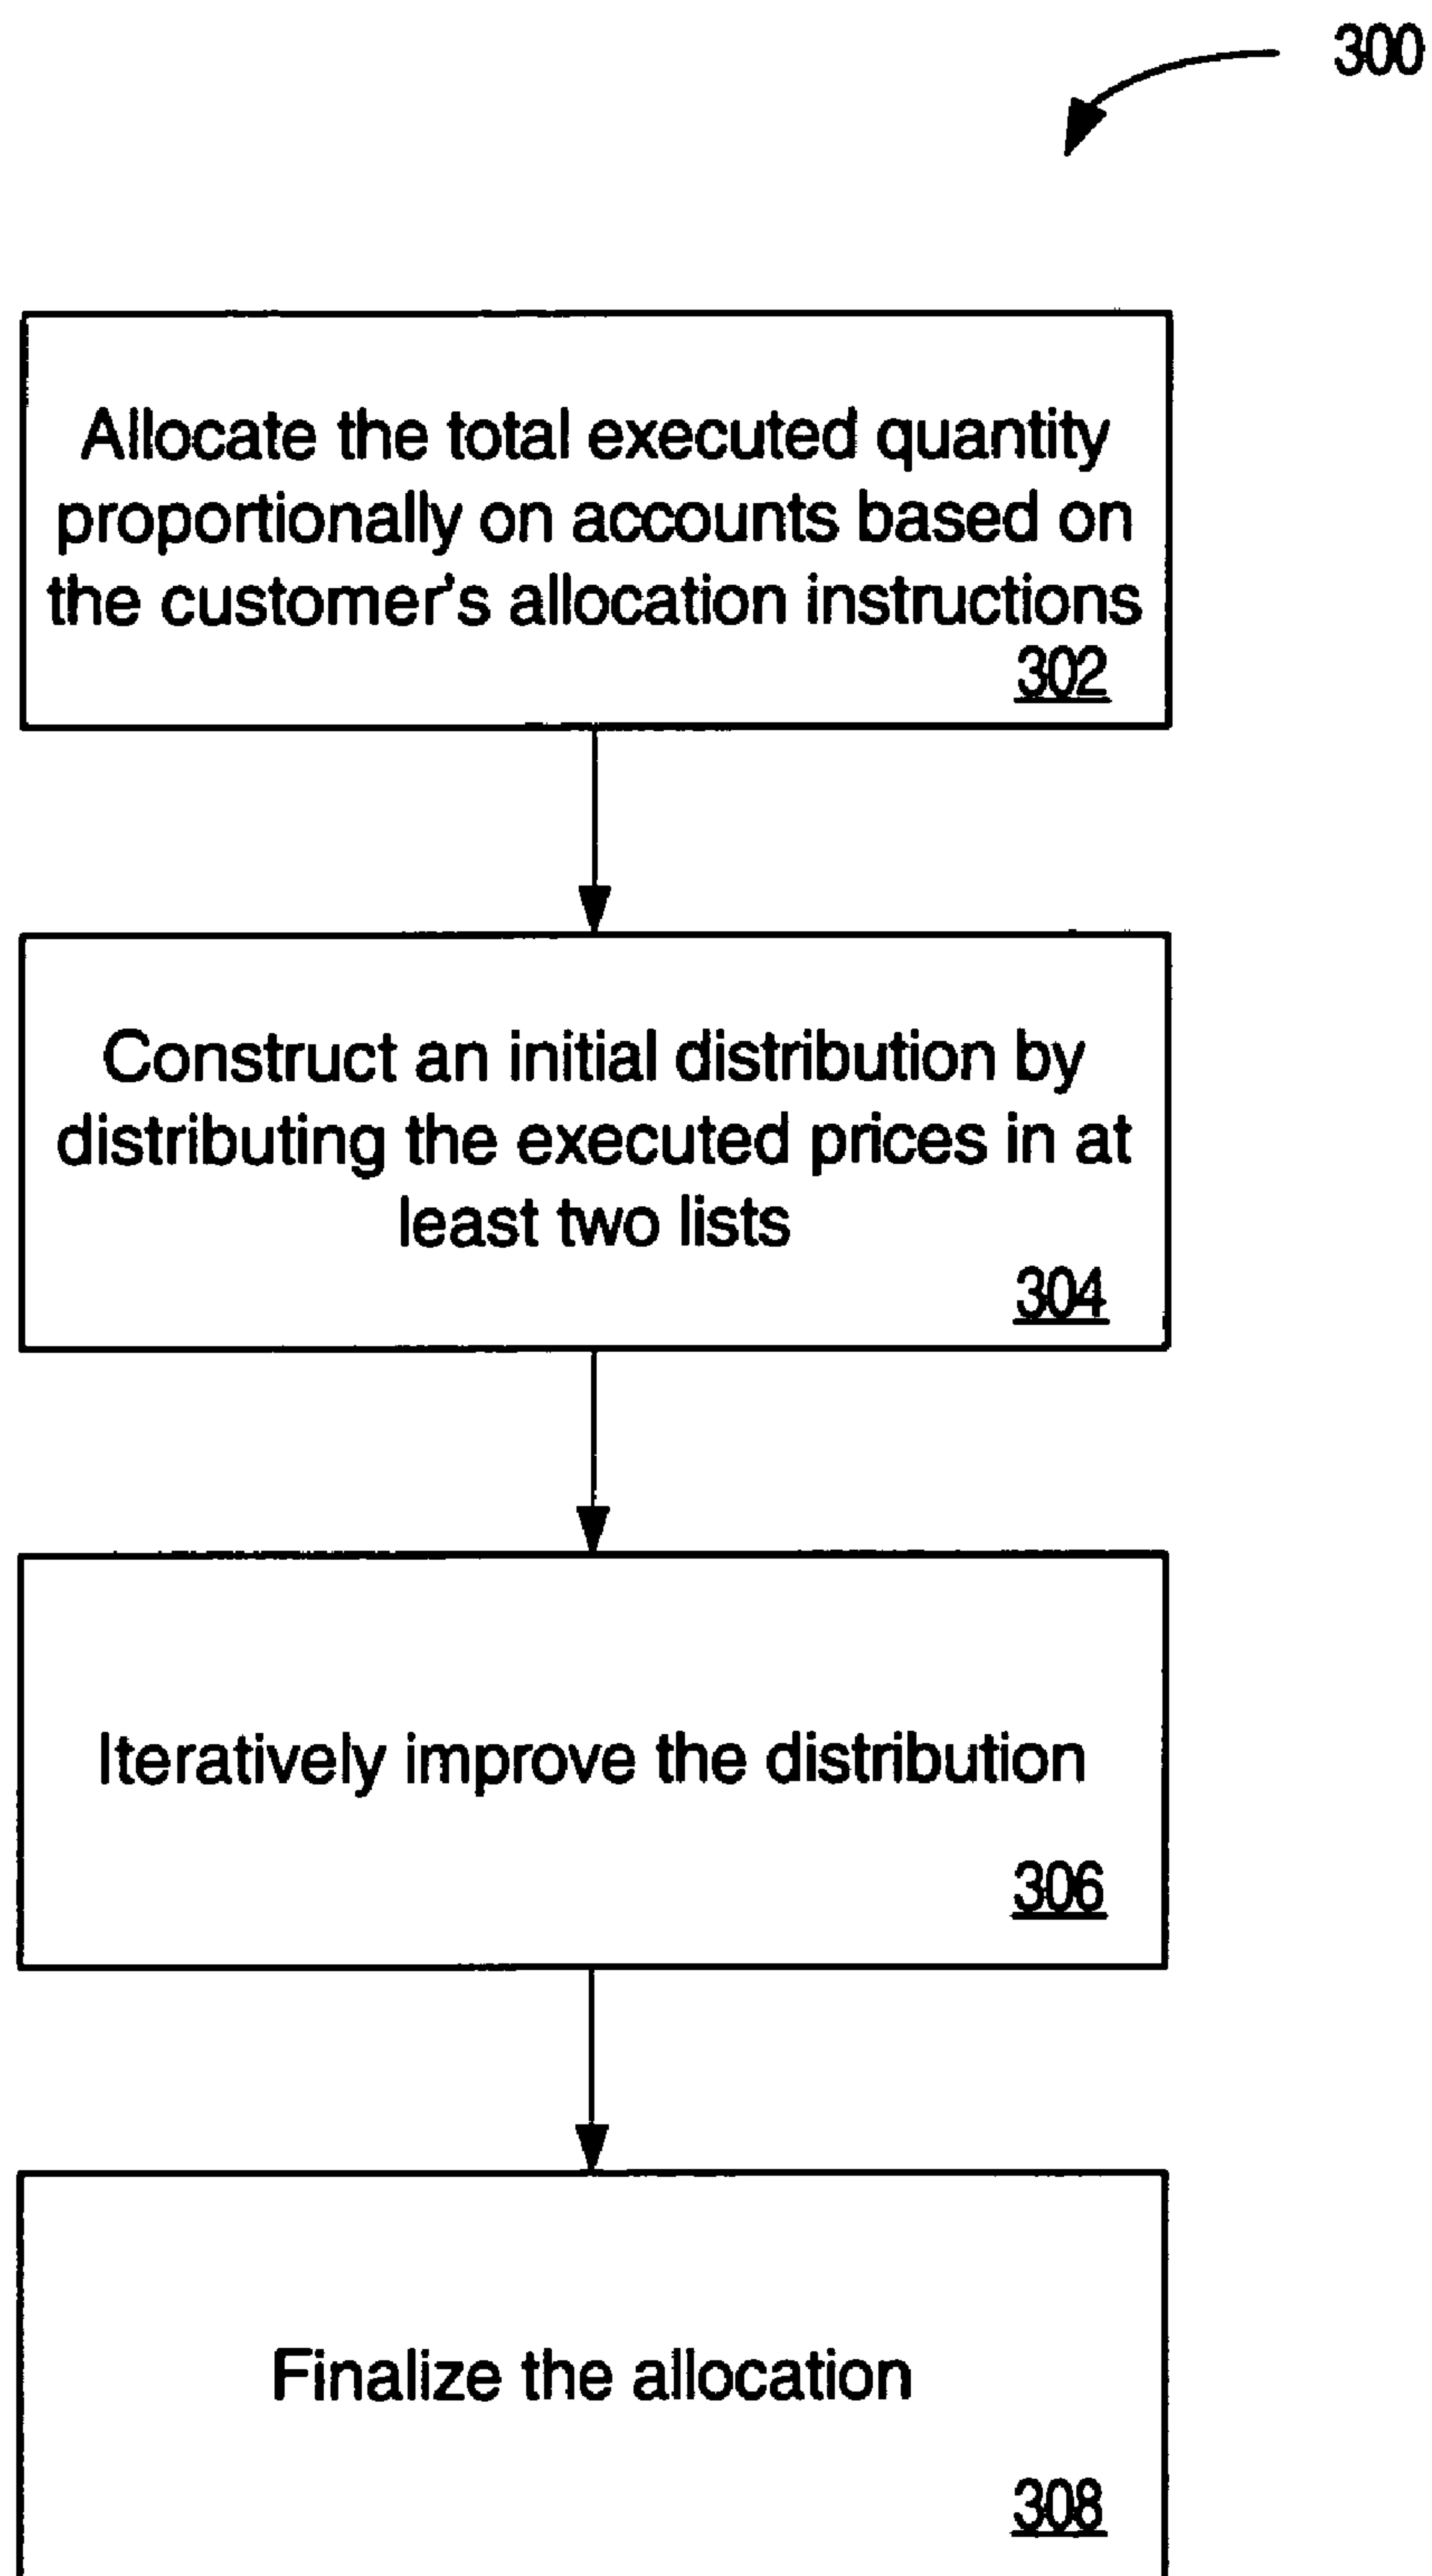 300
Allocate the total executed quantity
proportionally on accounts based on
the customer's allocation instructions
302
Construct an initial distribution by
distributing the executed prices in at
least two lists
304
Iteratively improve the distribution
306
Finalize the allocation
308